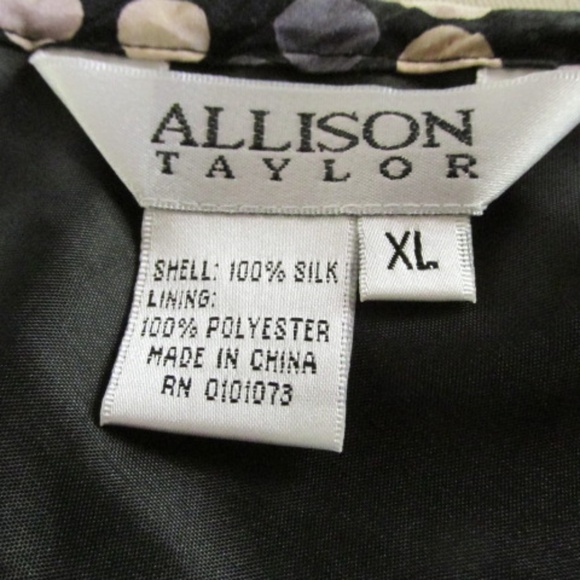 ALLISON
TAYLOR
XL
SHELL: 100% SILK
LINING:
100% POLYESTER
MADE IN CHINA
RN 0101073